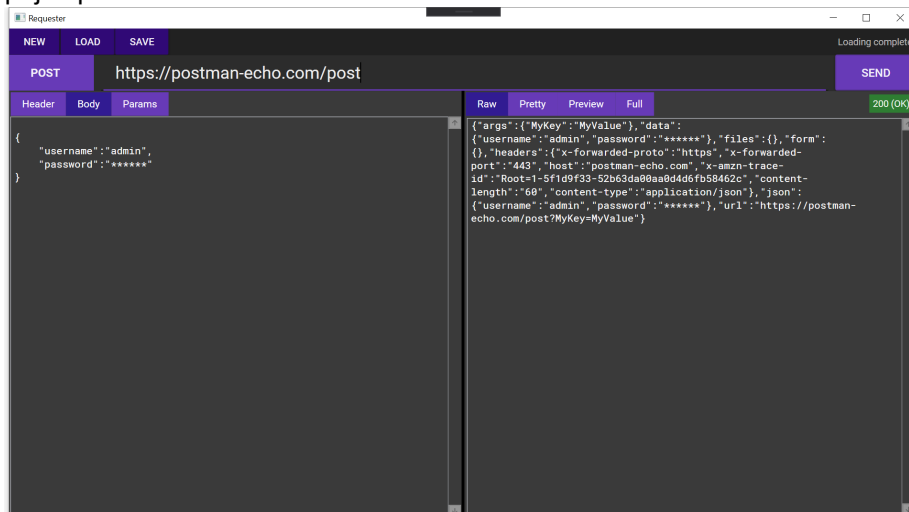 Requester
NEW LOAD SAVE
Loading complete
POST
https://postman-echo.com/post
SEND
Header Body Params
Raw Pretty Preview Full
200 (OK)
{
"username":"admin",
"password":"******"
}
{"args":{"MyKey":"MyValue"},"data":
{"username":"admin","password":"******"},"files":{},"form":
{},"headers":{"x-forwarded-proto":"https","x-forwarded-
port":"443","host":"postman-echo.com","x-amzn-trace-
id":"Root=1-5f1d9f33-52b63da00aa0d4d6fb58462c","content-
length":"60","content-type":"application/json"},"json":
{"username":"admin","password":"******"},"url":"https://postman-
echo.com/post?MyKey=MyValue"}